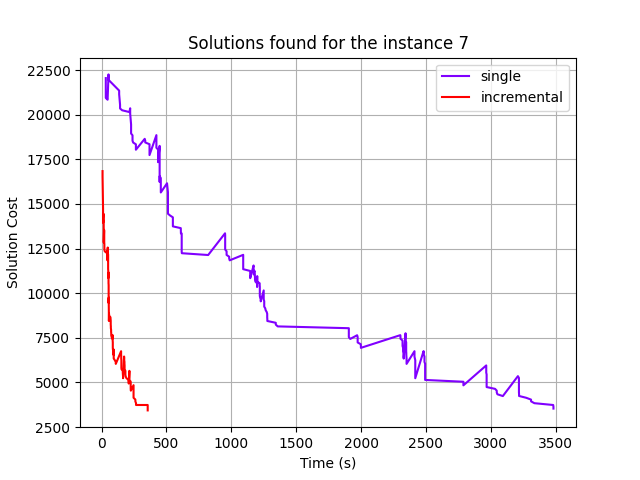 Solutions found for the instance 7
single
incremental
Solution Cost
22500
20000
17500
15000
12500
10000
7500
5000
2500
0 500 1000 1500 2000 2500 3000 3500
Time (s)